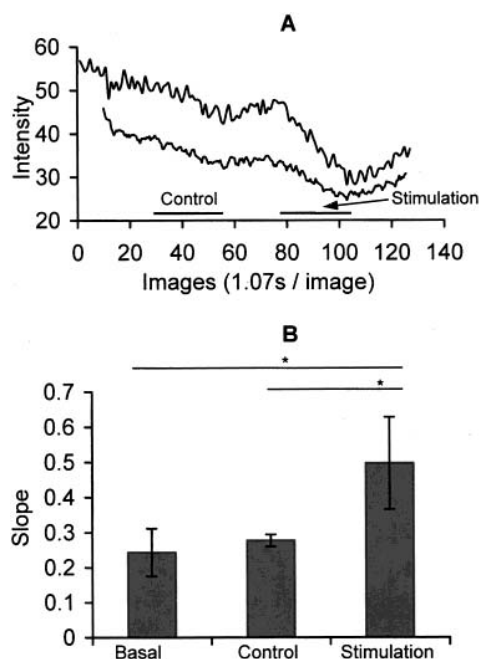 A
Intensity
60
50
40
30
20
Control
Stimulation
0 20 40 60 80 100 120 140
Images (1.07s / image)
B
*
*
Slope
0.7
0.6
0.5
0.4
0.3
0.2
0.1
0
Basal Control Stimulation